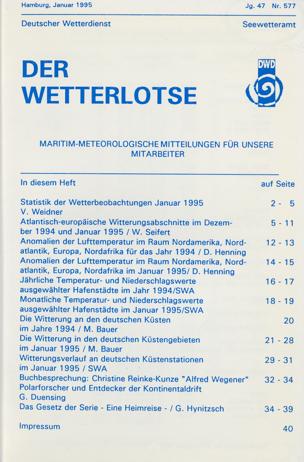 Hamburg, Januar 1995 Jg. 47 Nr. 577
Deutscher Wetterdienst Seewetteramt
DER
WETTERLOTSE
DWD
MARITIM-METEOROLOGISCHE MITTEILUNGEN FÜR UNSERE
MITARBEITER
In diesem Heft auf Seite
Statistik der Wetterbeobachtungen Januar 1995 2 - 5
V. Weidner
Atlantisch-europäische Witterungsabschnitte im Dezem- 5 - 11
ber 1994 und Januar 1995 / W. Seifert
Anomalien der Lufttemperatur im Raum Nordamerika, Nord- 12 - 13
atlantik, Europa, Nordafrika für das Jahr 1994 / D. Henning
Anomalien der Lufttemperatur im Raum Nordamerika, Nord- 14 - 15
atlantik, Europa, Nordafrika im Januar 1995/ D. Henning
Jährliche Temperatur- und Niederschlagswerte 16 - 17
ausgewählter Hafenstädte im Jahr 1994/SWA
Monatliche Temperatur- und Niederschlagswerte 18 - 19
ausgewählter Hafenstädte im Januar 1995/SWA
Die Witterung an den deutschen Küsten 20
im Jahre 1994 / M. Bauer
Die Witterung in den deutschen Küstengebieten 21 - 28
im Januar 1995 / M. Bauer
Witterungsverlauf an deutschen Küstenstationen 29 - 31
im Januar 1995 / SWA
Buchbesprechung: Christine Reinke-Kunze "Alfred Wegener" 32 - 34
Polarforscher und Entdecker der Kontinentaldrift
G. Duensing
Das Gesetz der Serie - Eine Heimreise - / G. Hynitzsch 34 - 39
Impressum 40